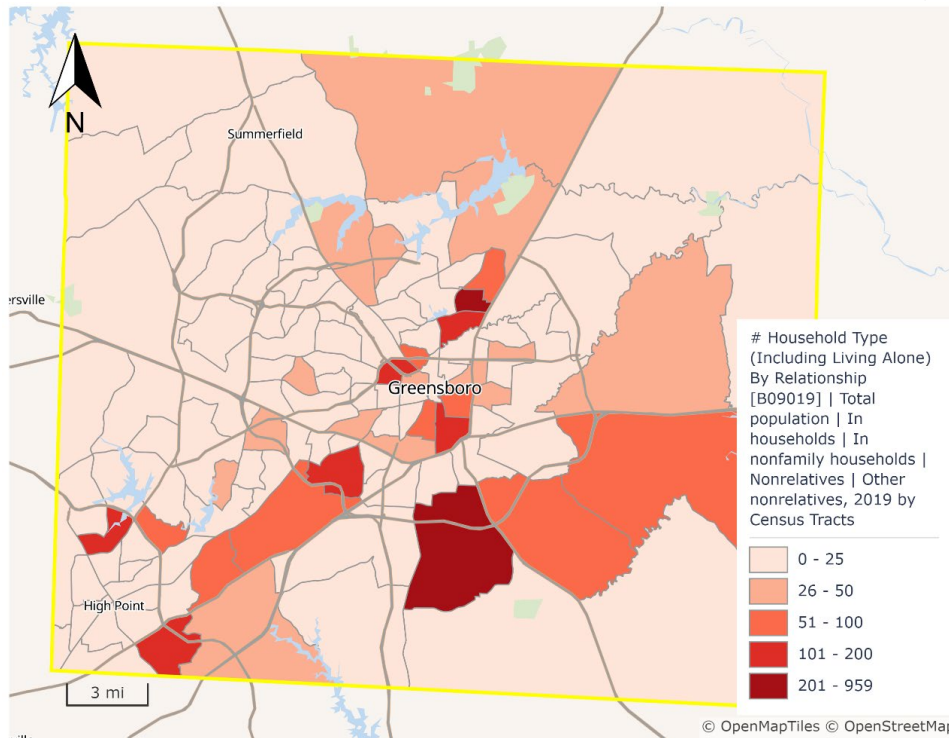 N
Summerfield
ersville
Greensboro
High Point
3 mi
# Household Type
(Including Living Alone)
By Relationship
[B09019] | Total
population | In
households | In
nonfamily households |
Nonrelatives | Other
nonrelatives, 2019 by
Census Tracts
0 - 25
26 - 50
51 - 100
101 - 200
201 - 959
© OpenMapTiles © OpenStreetMap